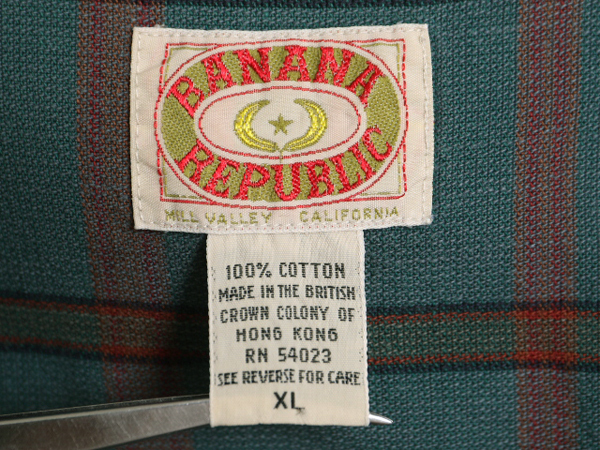 BANANA
REPUBLIC
MILL VALLEY CALIFORNIA
100% COTTON
MADE IN THE BRITISH
CROWN COLONY OF
HONG KONG
RN 54023
SEE REVERSE FOR CARE
XL